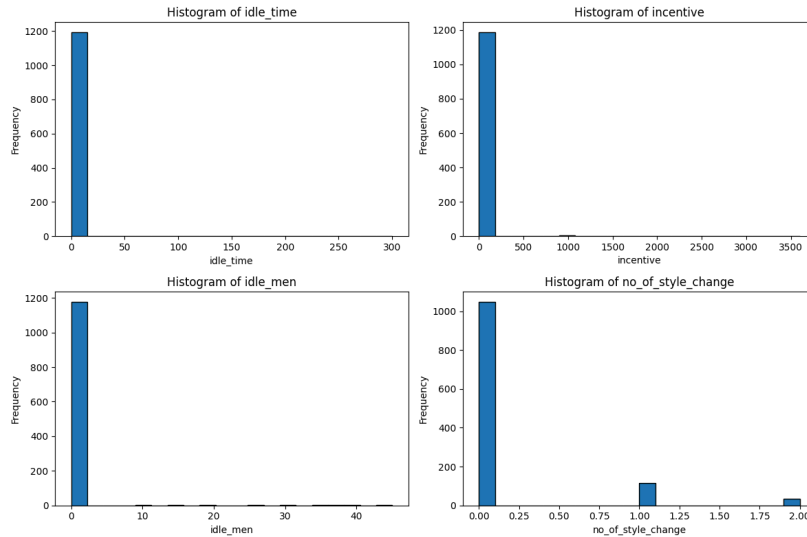 Histogram of idle_time
1200
1000
800
600
400
200
0
Frequency
0 50 100 150 200 250 300
idle_time
Histogram of incentive
1200
1000
800
600
400
200
0
Frequency
0 500 1000 1500 2000 2500 3000 3500
incentive
Histogram of idle_men
1200
1000
800
600
400
200
0
Frequency
0 10 20 30 40
idle_men
Histogram of no_of_style_change
1000
800
600
400
200
0
Frequency
0.00 0.25 0.50 0.75 1.00 1.25 1.50 1.75 2.00
no_of_style_change